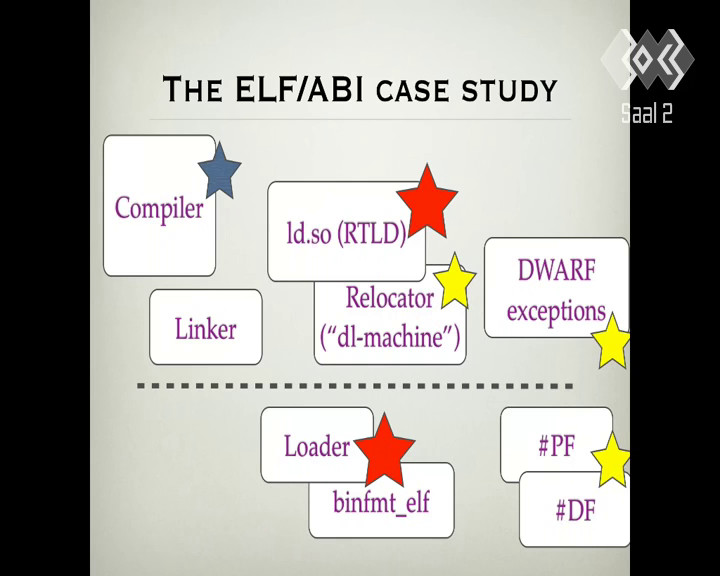 THE ELF/ABI CASE STUDY
Saal 2
Compiler
ld.so (RTLD)
Linker
Relocator
("dl-machine")
DWARF
exceptions
Loader
binfmt_elf
#PF
#DF